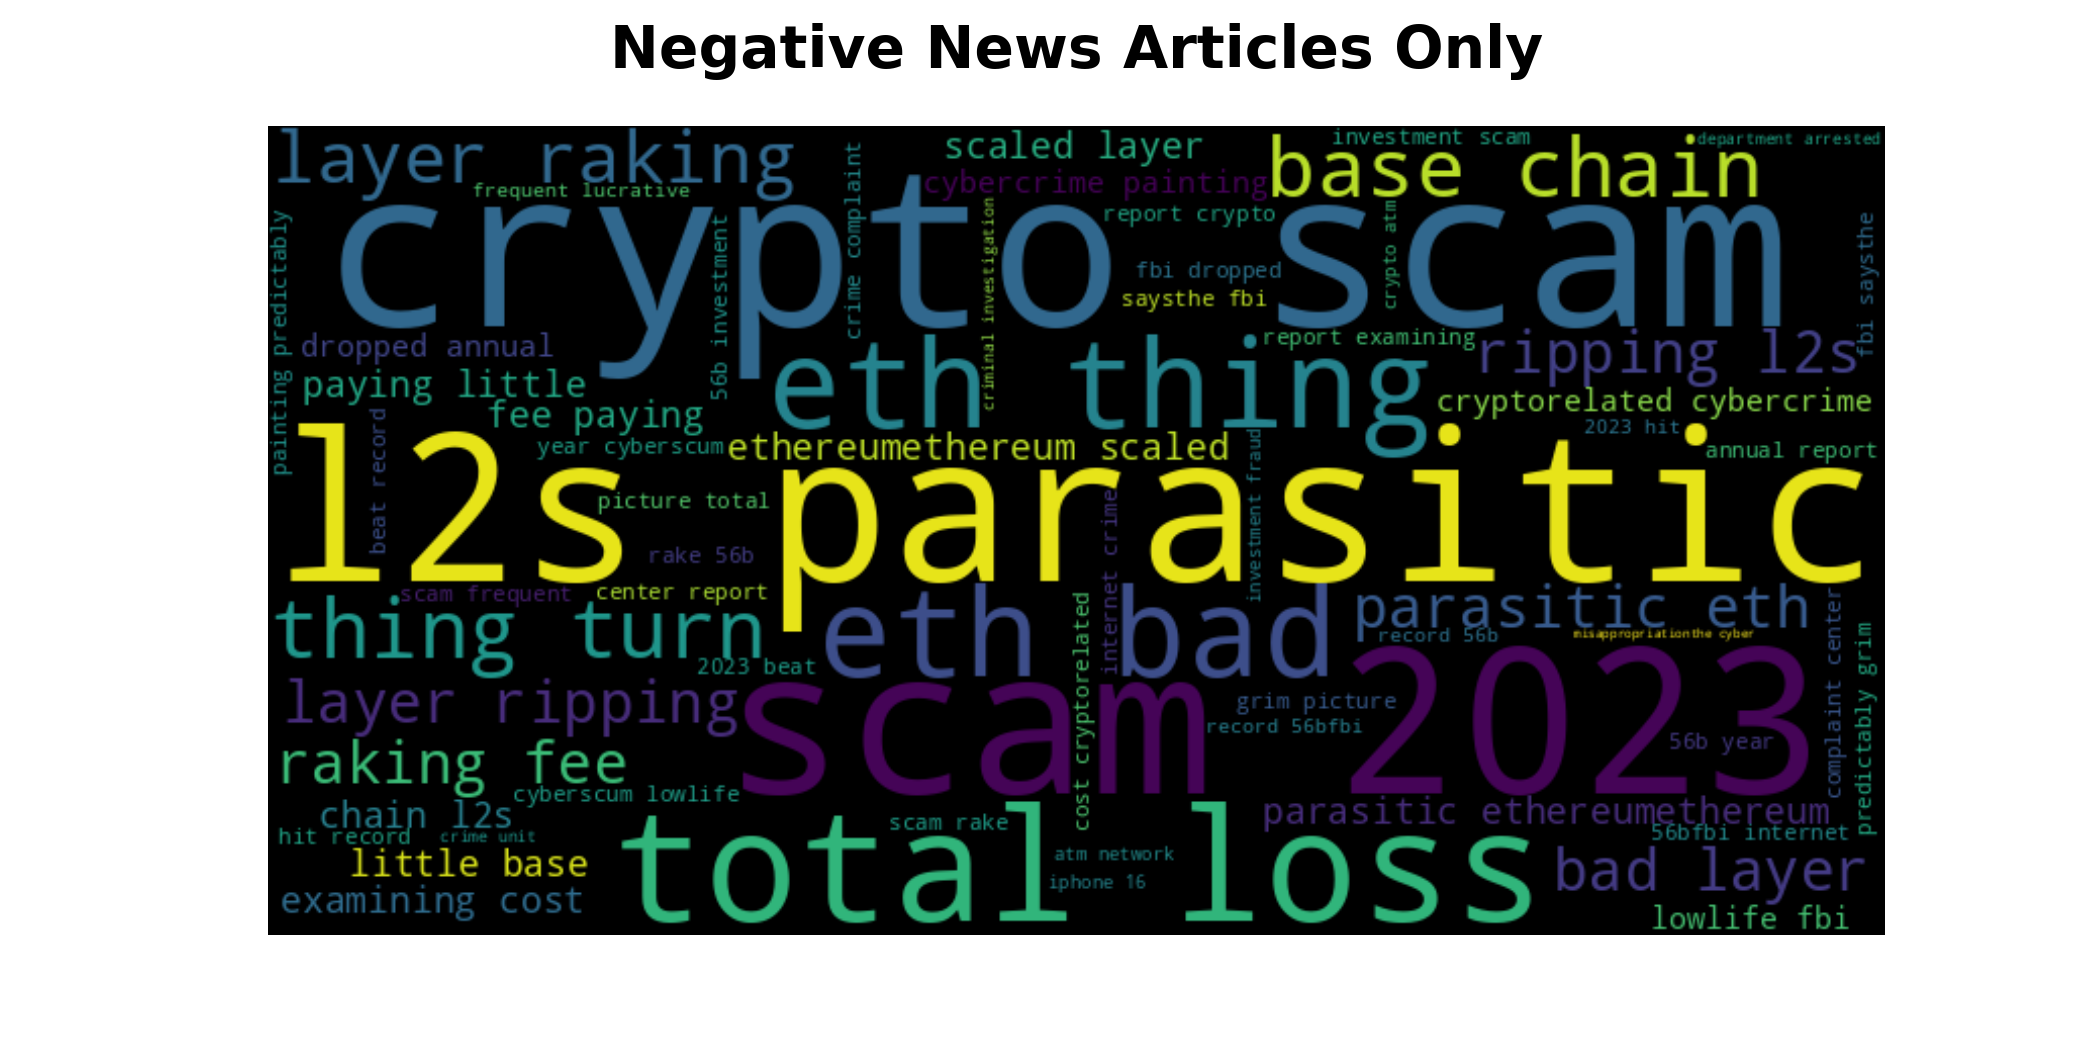 Negative News Articles Only
layer raking
scaled layer
investment scam
department arrested
base chain
frequent lucrative
cybercrime painting
crypto scam
report crypto
crime complaint
criminal investigation
crypto atm
painting predictably
56b investment
fbi dropped
saysthe fbi
fbi saysthe
dropped annual
eth thing
report examining
ripping l2s
paying little
fee paying
cryptorelated cybercrime
2023 hit
year cyberscum
ethereumethereum scaled
annual report
l2s parasitic
beat record
picture total
investment fraud
internet crime
rake 56b
scam frequent
center report
thing turn
eth bad
parasitic eth
record 56b
misappropriationthe cyber
2023 beat
cost cryptorelated
complaint center
predictably grim
layer ripping
scam 2023
grim picture
record 56bfbi
56b year
raking fee
cyberscum lowlife
chain l2s
parasitic ethereumethereum
hit record
crime unit
total loss
scam rake
56bfbi internet
little base
atm network
bad layer
iphone 16
examining cost
lowlife fbi